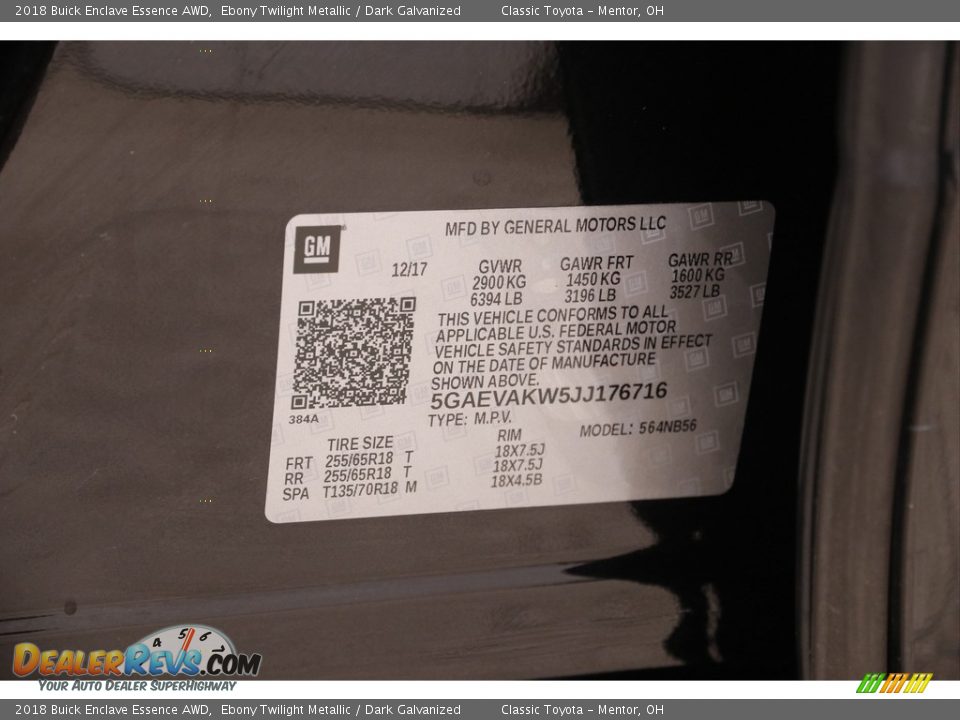 2018 Buick Enclave Essence AWD, Ebony Twilight Metallic / Dark Galvanized Classic Toyota – Mentor, OH
GM
MFD BY GENERAL MOTORS LLC
12/17 GVWR GAWR FRT GAWR RR
2900 KG 1450 KG 1600 KG
6394 LB 3196 LB 3527 LB
THIS VEHICLE CONFORMS TO ALL
APPLICABLE U.S. FEDERAL MOTOR
VEHICLE SAFETY STANDARDS IN EFFECT
ON THE DATE OF MANUFACTURE
SHOWN ABOVE.
384A
5GAEVAKW5JJ176716
TYPE: M.P.V. MODEL: 564NB56
TIRE SIZE RIM
FRT 255/65R18 T 18X7.5J
RR 255/65R18 T 18X7.5J
SPA T135/70R18 M 18X4.5B
4 5 6
DEALERREVS.COM
YOUR AUTO DEALER SUPERHIGHWAY
2018 Buick Enclave Essence AWD, Ebony Twilight Metallic / Dark Galvanized Classic Toyota – Mentor, OH